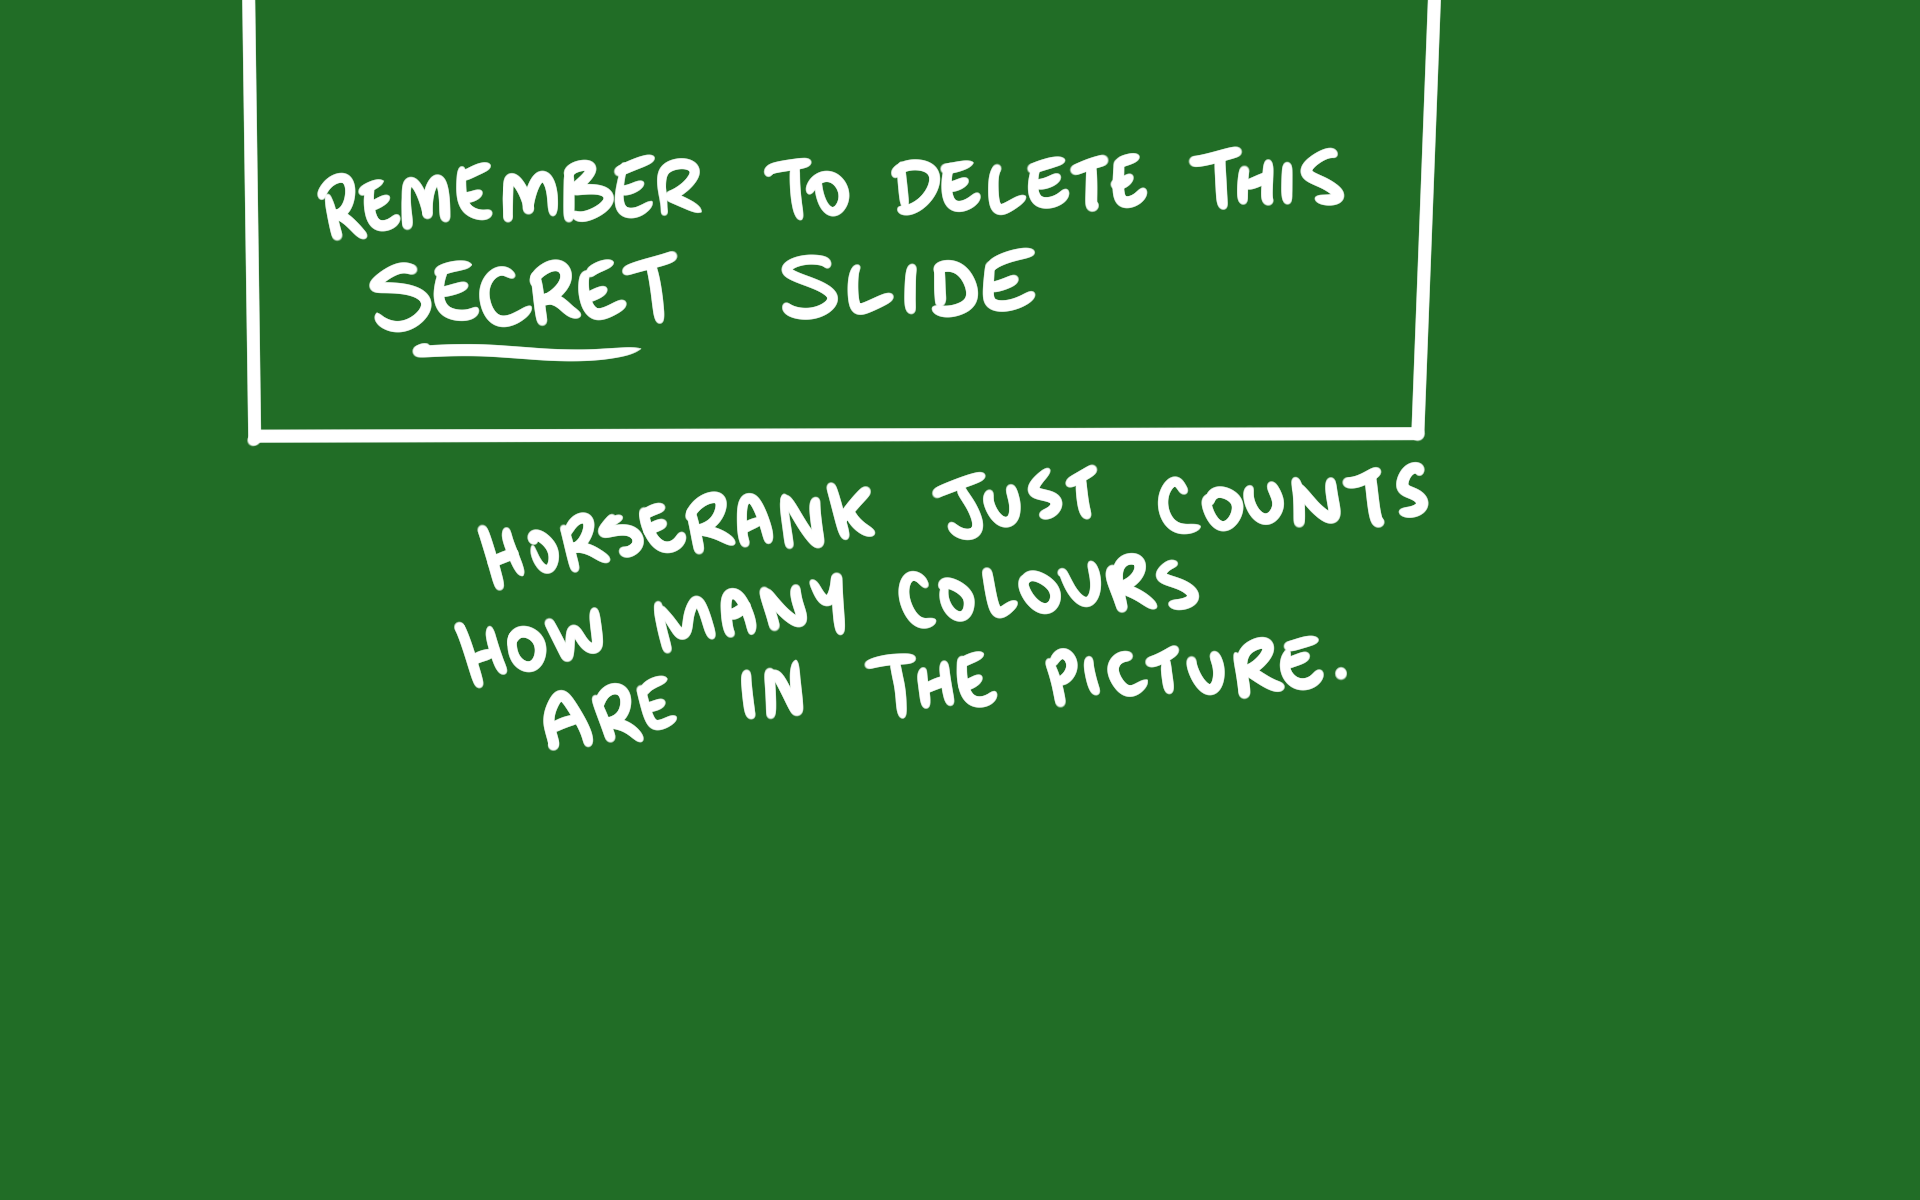 REMEMBER TO DELETE THIS
SECRET SLIDE
HORSERANK JUST COUNTS
HOW MANY COLOURS
ARE IN THE PICTURE.